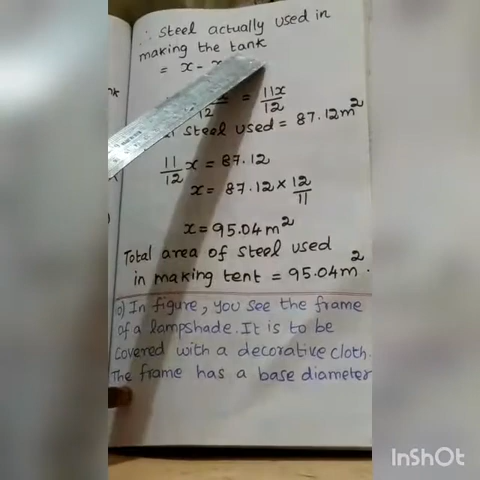 ∴ Steel actually used in
making the tank
= x -
12 = 11x/12
steel used = 87.12m²
11/12 x = 87.12
x = 87.12 × 12/11
x = 95.04m²
Total area of steel used
in making tent = 95.04m².
) In figure, you see the frame
of a lampshade. It is to be
covered with a decorative cloth.
The frame has a base diameter
InShOt